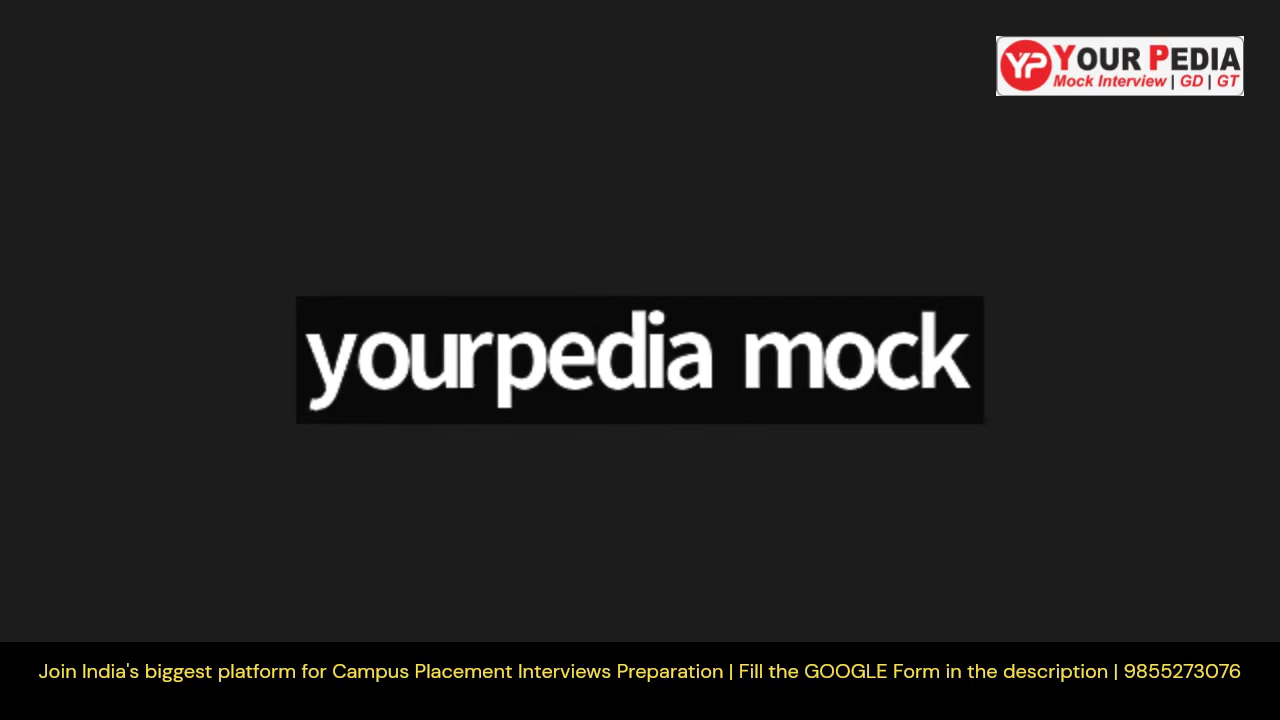 YP YOUR PEDIA
Mock Interview | GD | GT
yourpedia mock
Join India's biggest platform for Campus Placement Interviews Preparation | Fill the GOOGLE Form in the description | 9855273076